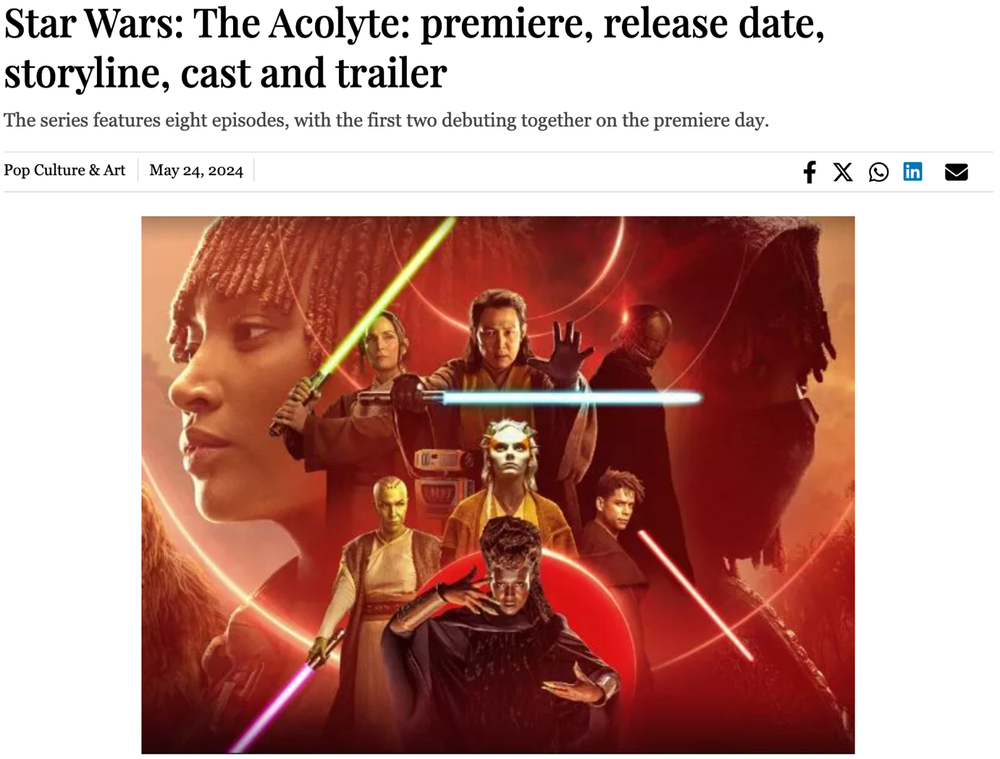 Star Wars: The Acolyte: premiere, release date,
storyline, cast and trailer
The series features eight episodes, with the first two debuting together on the premiere day.
Pop Culture & Art
May 24, 2024